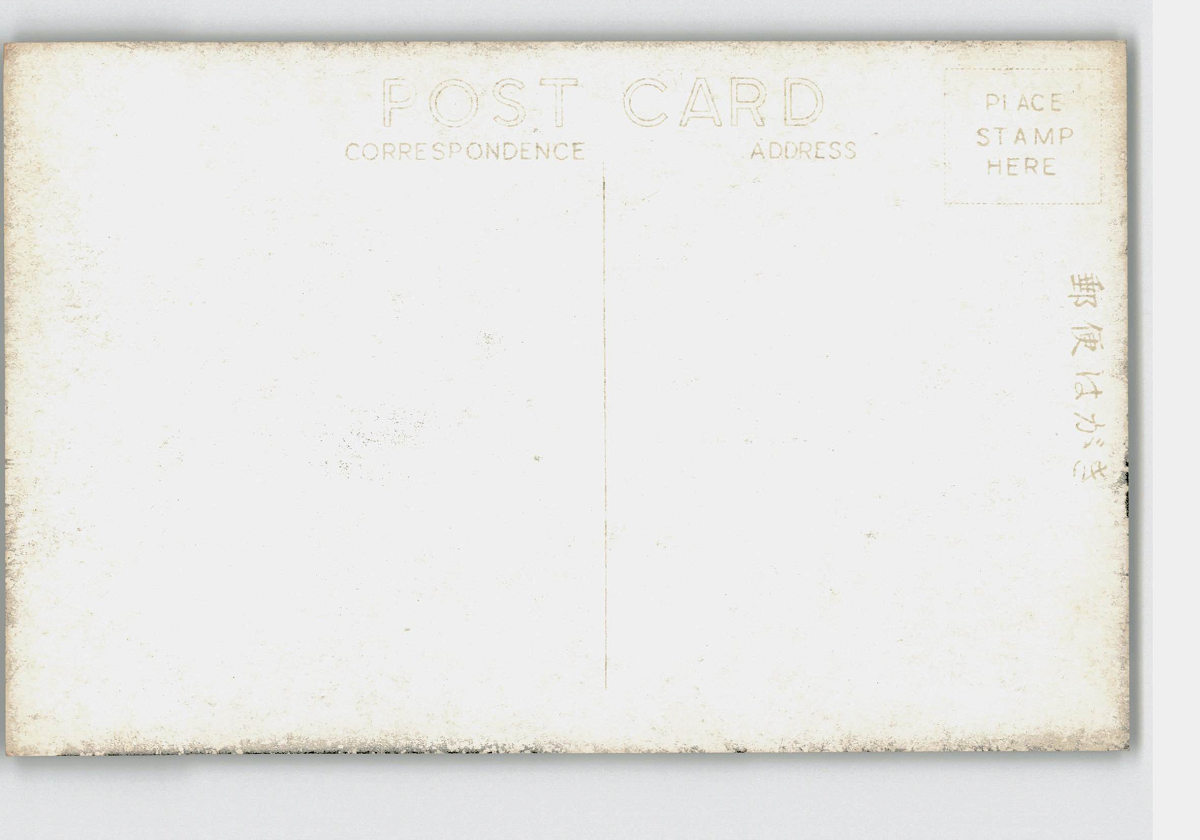 POST CARD
CORRESPONDENCE
ADDRESS
PLACE
STAMP
HERE
郵便はがき